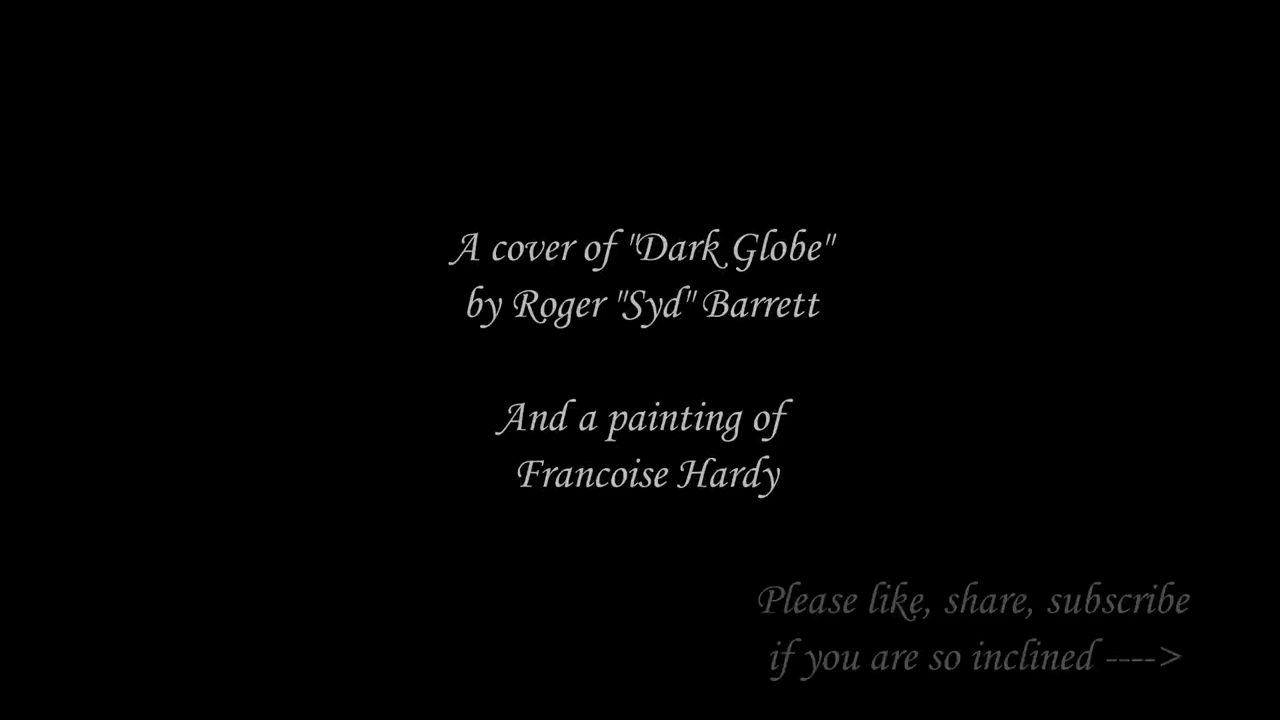 A cover of "Dark Globe"
by Roger "Syd" Barrett
And a painting of
Francoise Hardy
Please like, share, subscribe
if you are so inclined ---->